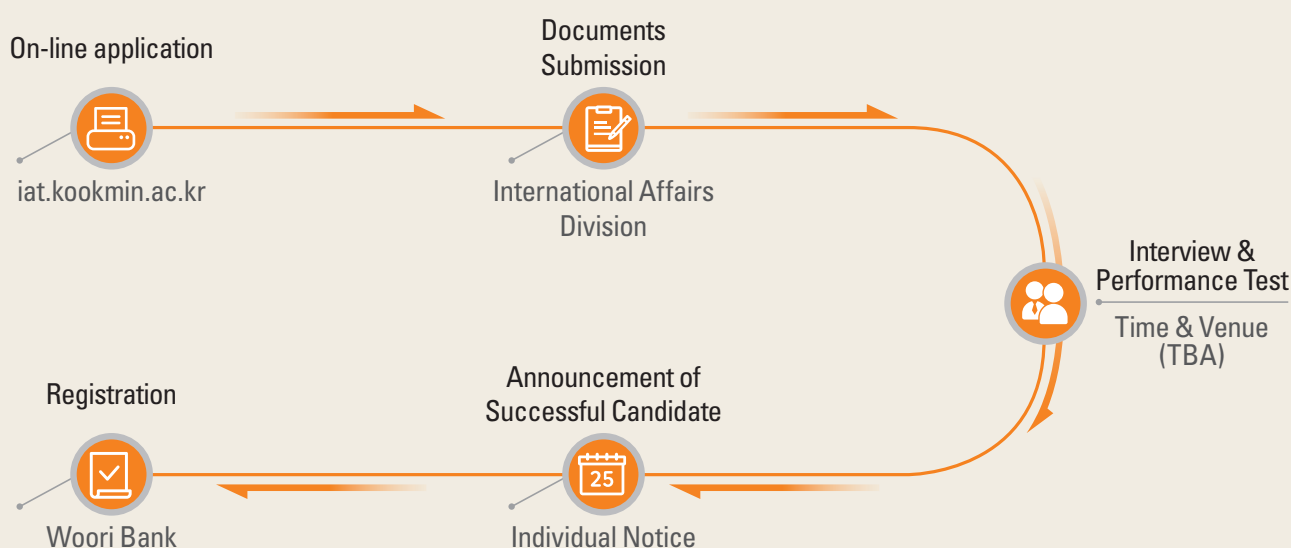 On-line application
iat.kookmin.ac.kr
Documents
Submission
International Affairs
Division
Interview &
Performance Test
Time & Venue
(TBA)
Announcement of
Successful Candidate
25
Individual Notice
Registration
Woori Bank